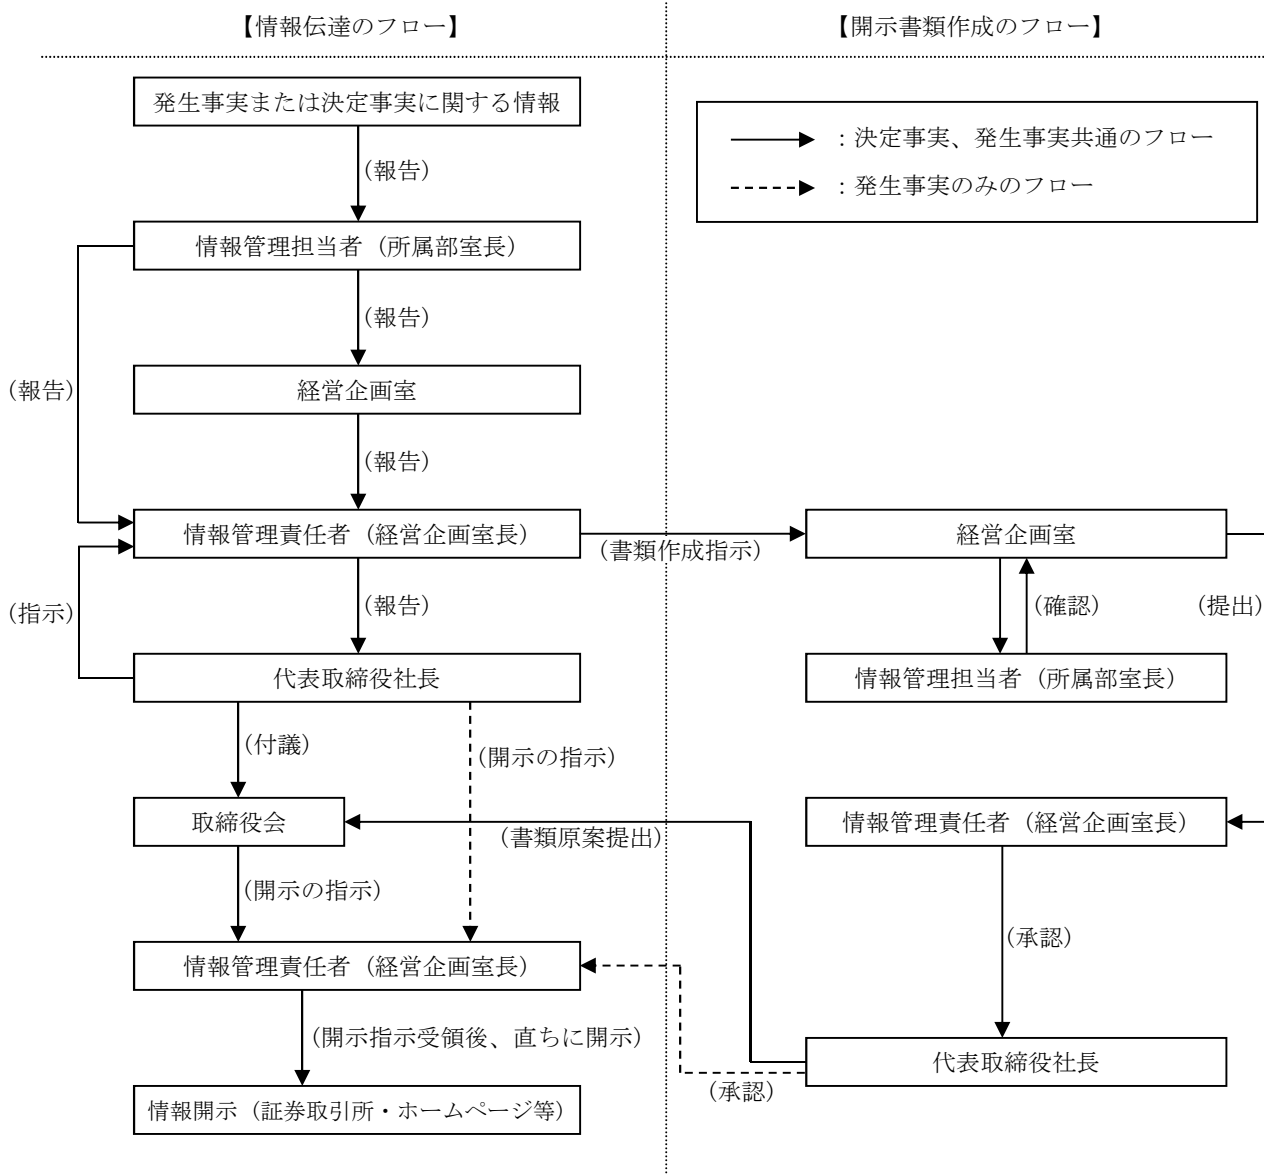 【情報伝達のフロー】
発生事実または決定事実に関する情報
（報告）
情報管理担当者（所属部室長）
（報告）
経営企画室
（報告）
（報告）
情報管理責任者（経営企画室長）
（報告）
（指示）
代表取締役社長
（付議）
（開示の指示）
取締役会
（書類原案提出）
（開示の指示）
情報管理責任者（経営企画室長）
（開示指示受領後、直ちに開示）
情報開示（証券取引所・ホームページ等）
【開示書類作成のフロー】
：決定事実、発生事実共通のフロー
：発生事実のみのフロー
（書類作成指示）
経営企画室
（確認）
（提出）
情報管理担当者（所属部室長）
情報管理責任者（経営企画室長）
（承認）
代表取締役社長
（承認）